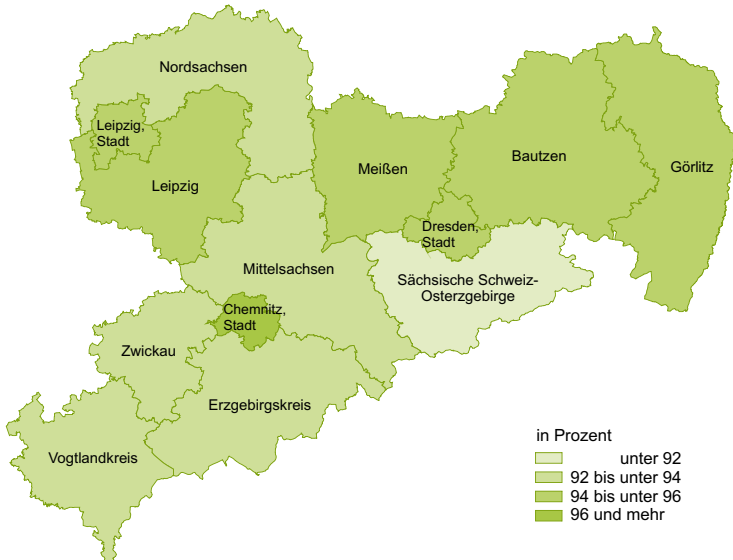 Nordsachsen
Leipzig,
Stadt
Leipzig
Meißen
Bautzen
Görlitz
Dresden,
Stadt
Mittelsachsen
Sächsische Schweiz-
Osterzgebirge
Chemnitz,
Stadt
Zwickau
Erzgebirgskreis
Vogtlandkreis
in Prozent
unter 92
92 bis unter 94
94 bis unter 96
96 und mehr